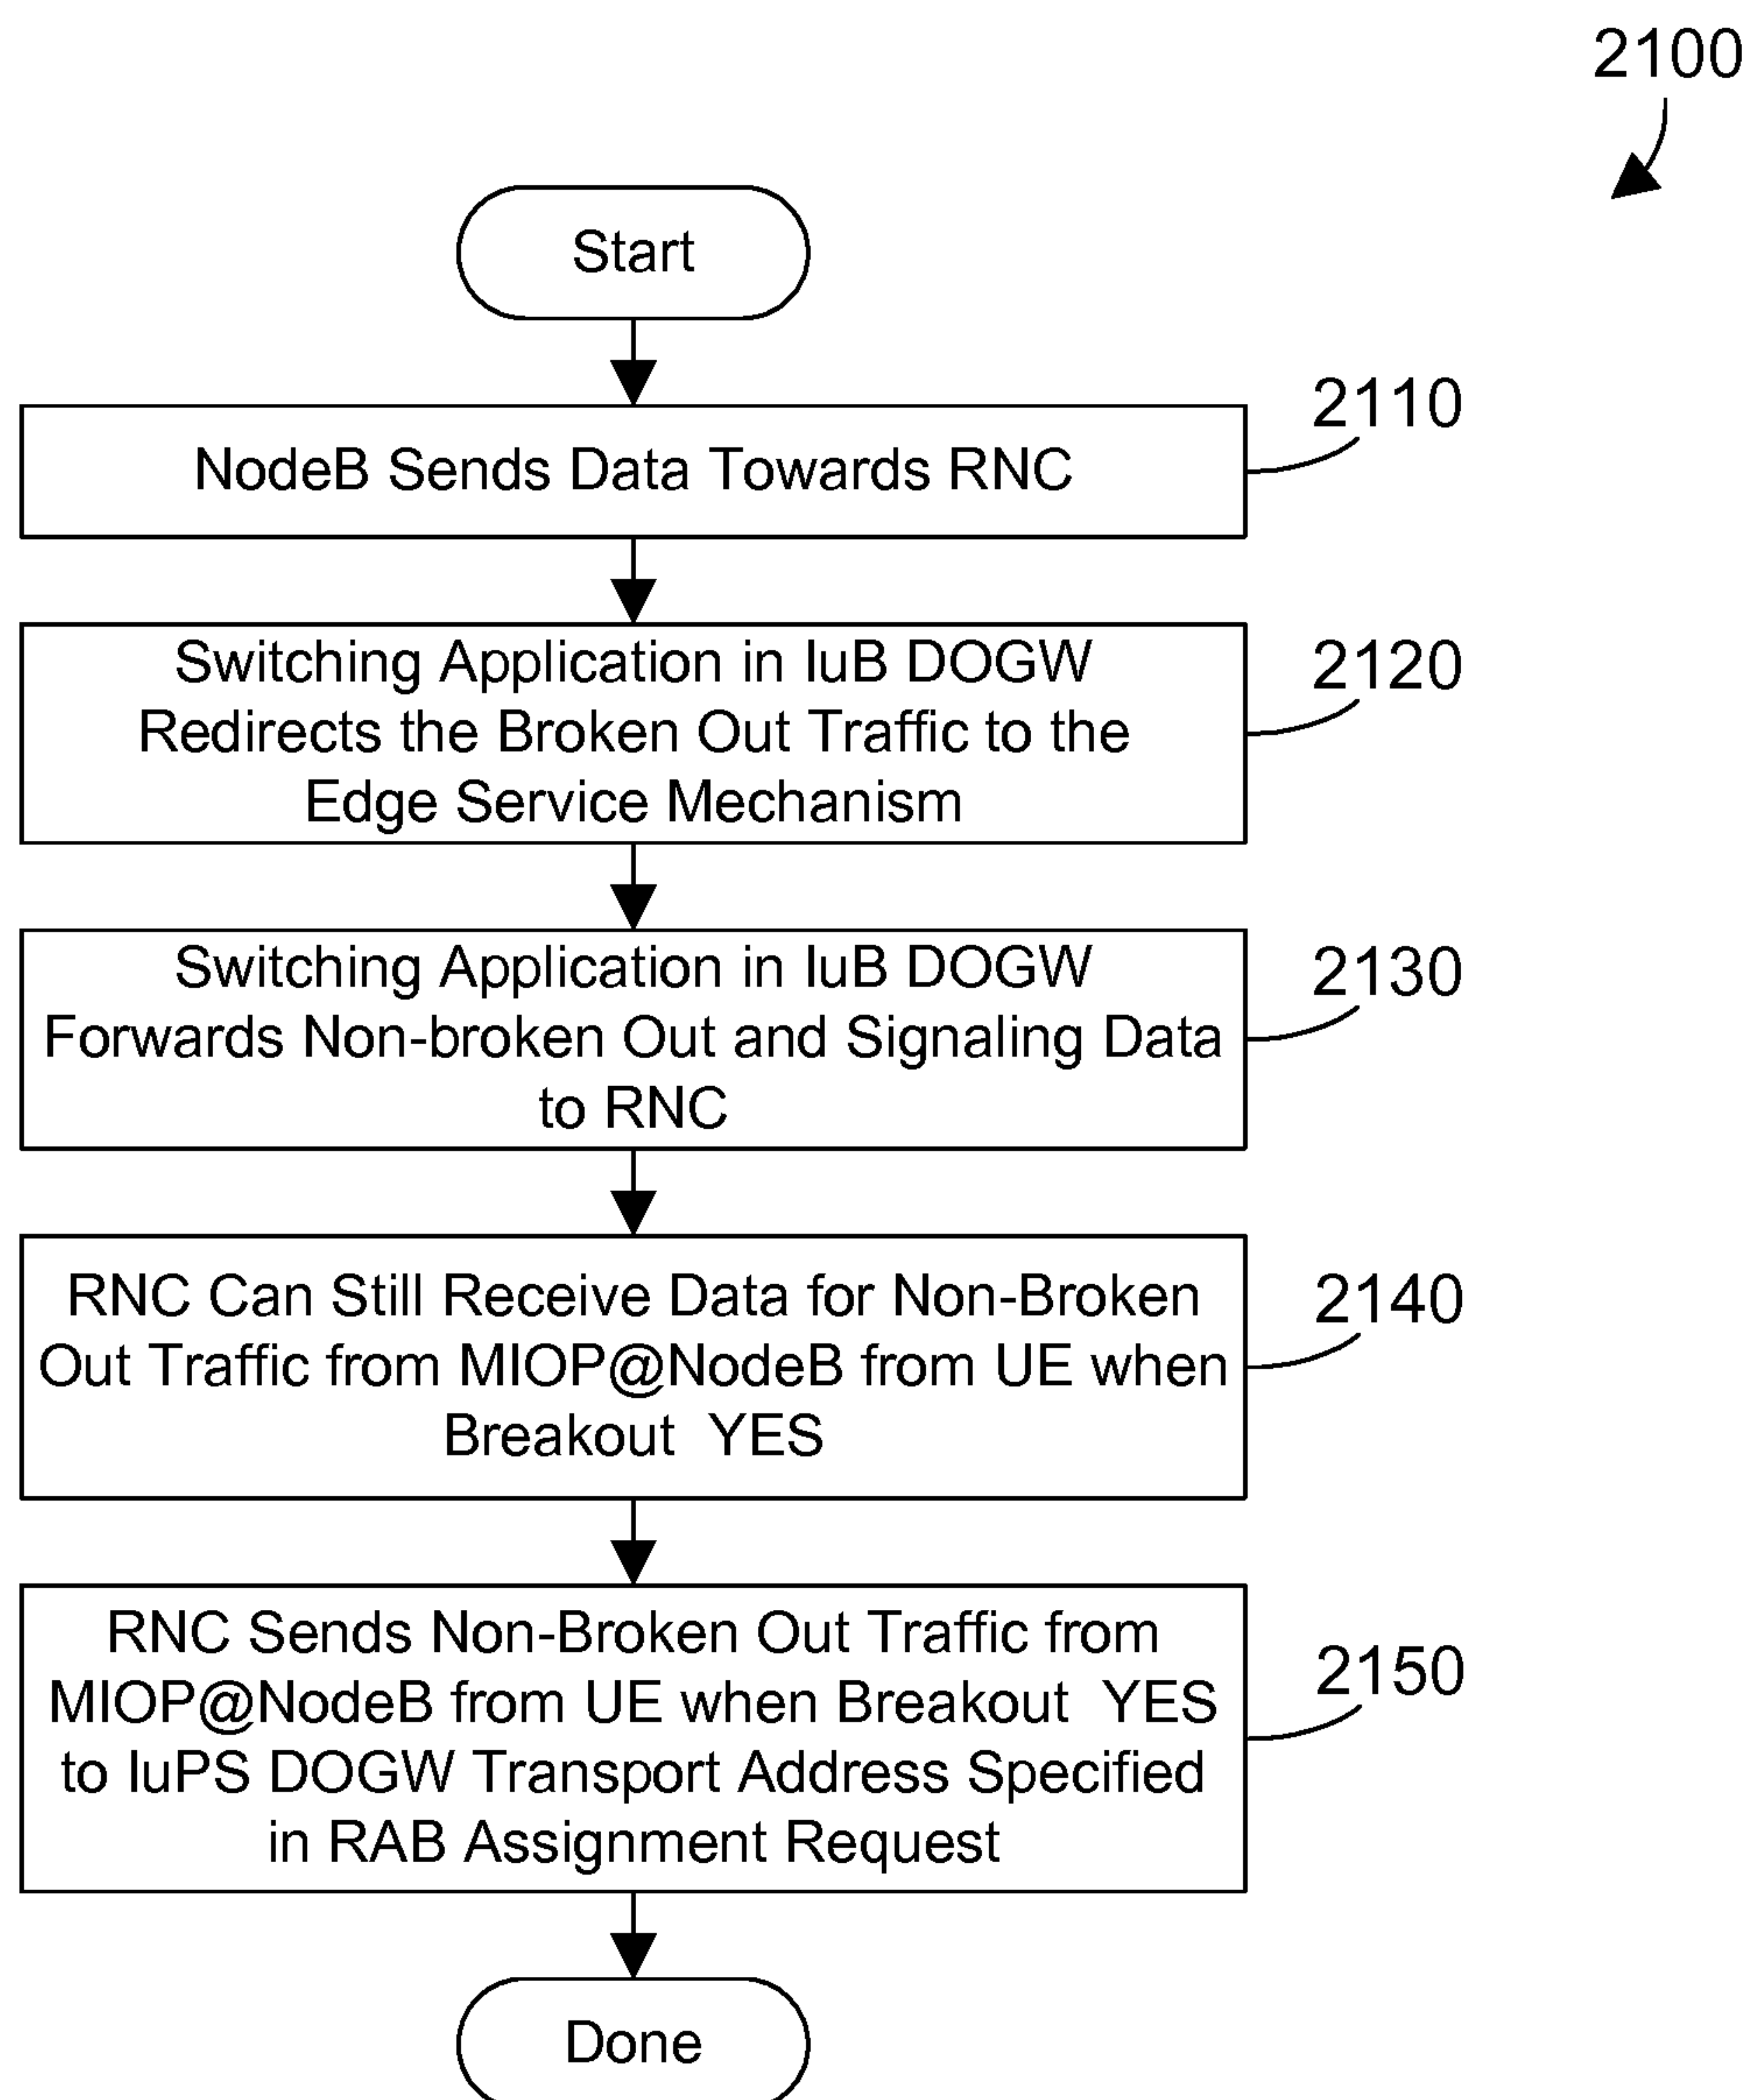 2100
Start
NodeB Sends Data Towards RNC
2110
Switching Application in IuB DOGW
Redirects the Broken Out Traffic to the
Edge Service Mechanism
2120
Switching Application in IuB DOGW
Forwards Non-broken Out and Signaling Data
to RNC
2130
RNC Can Still Receive Data for Non-Broken
Out Traffic from MIOP@NodeB from UE when
Breakout YES
2140
RNC Sends Non-Broken Out Traffic from
MIOP@NodeB from UE when Breakout YES
to IuPS DOGW Transport Address Specified
in RAB Assignment Request
2150
Done